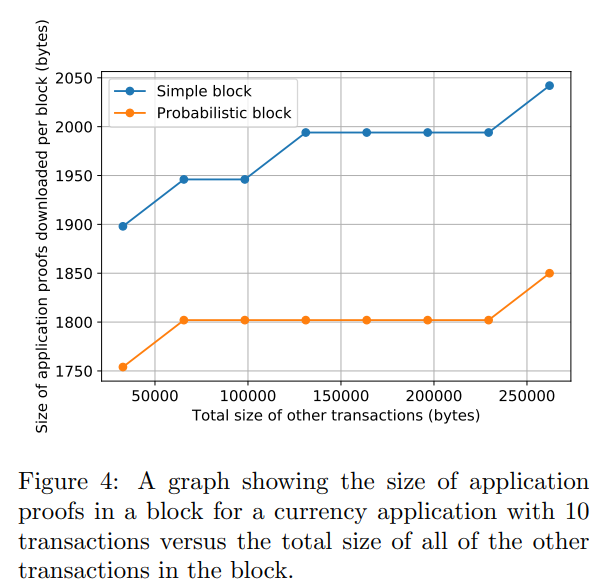 Size of application proofs downloaded per block (bytes)
2050
2000
1950
1900
1850
1800
1750
Simple block
Probabilistic block
50000 100000 150000 200000 250000
Total size of other transactions (bytes)
Figure 4: A graph showing the size of application
proofs in a block for a currency application with 10
transactions versus the total size of all of the other
transactions in the block.